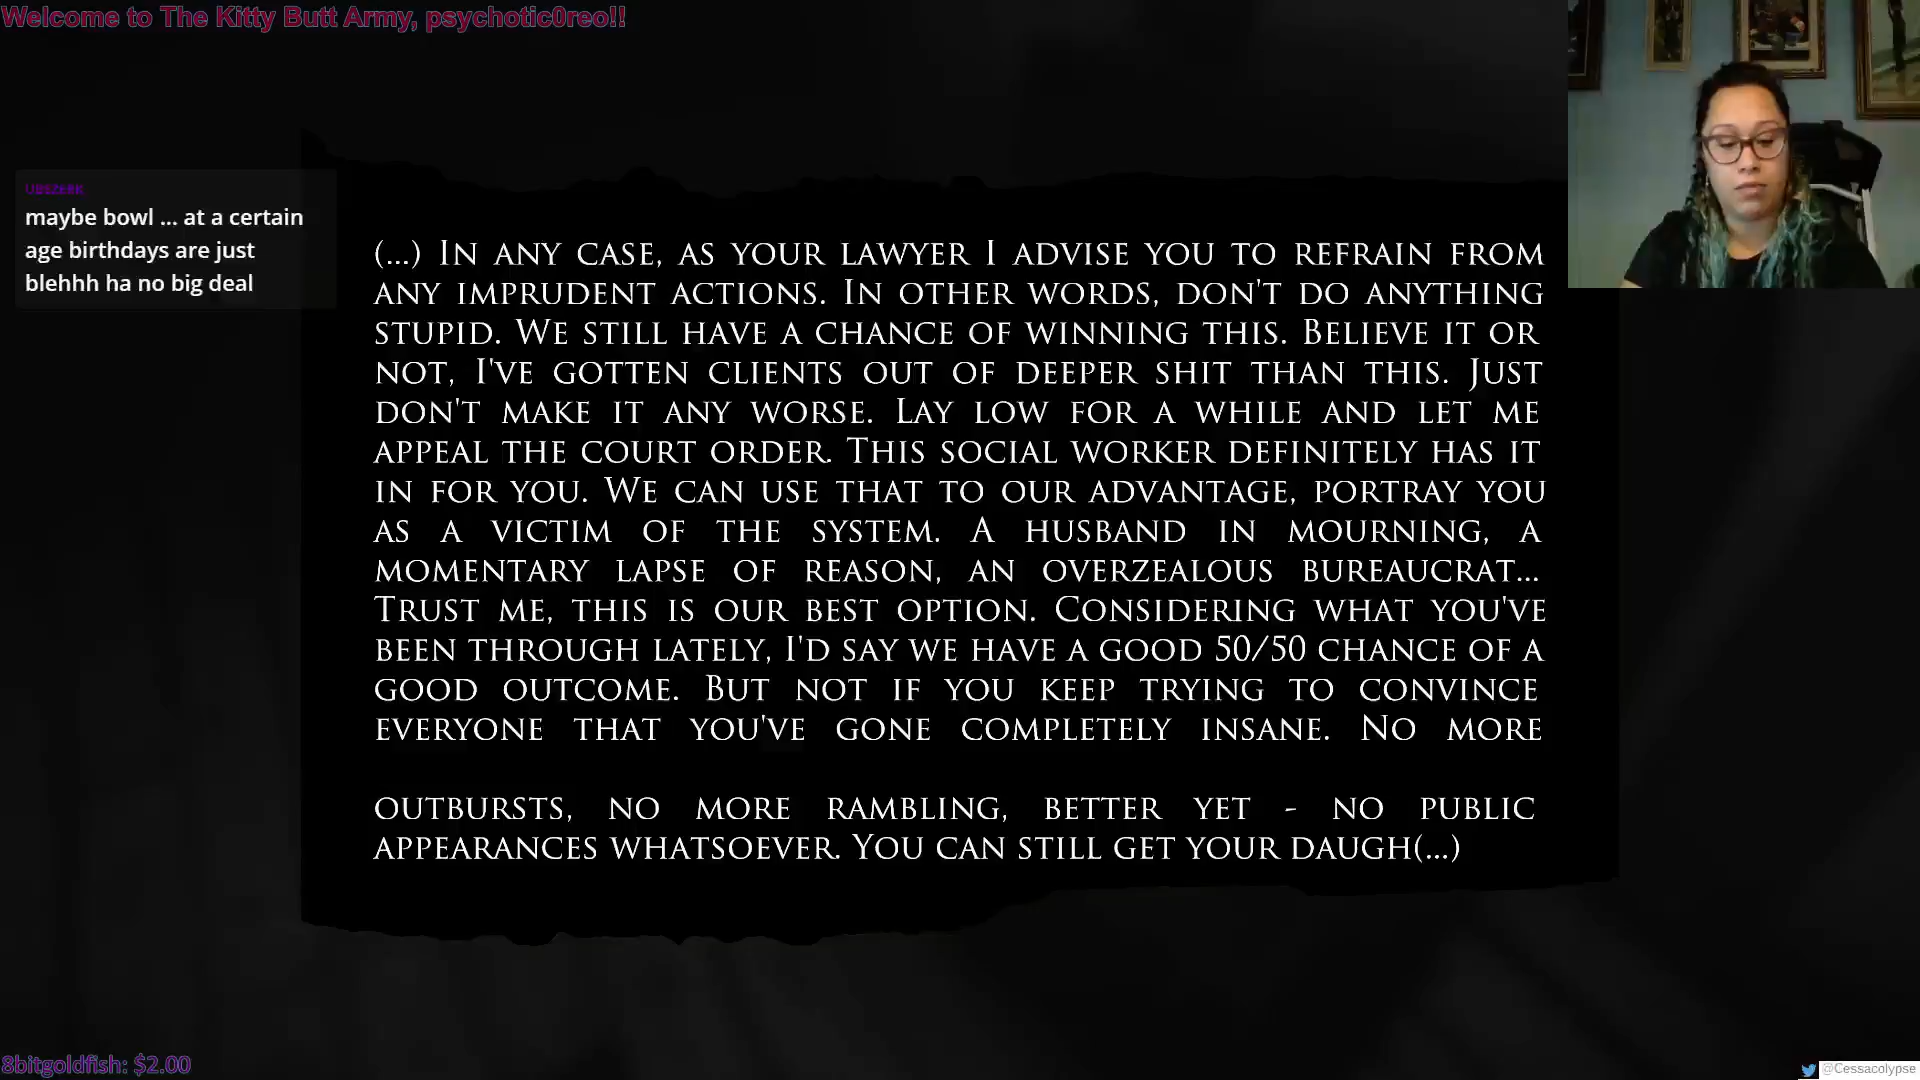 Welcome to The Kitty Butt Army, psychotic0reo!!
maybe bowl ... at a certain
age birthdays are just
blehhh ha no big deal
(...) In any case, as your lawyer I advise you to refrain from
any imprudent actions. In other words, don't do anything
stupid. We still have a chance of winning this. Believe it or
not, I've gotten clients out of deeper shit than this. Just
don't make it any worse. Lay low for a while and let me
appeal the court order. This social worker definitely has it
in for you. We can use that to our advantage, portray you
as a victim of the system. A husband in mourning, a
momentary lapse of reason, an overzealous bureaucrat...
Trust me, this is our best option. Considering what you've
been through lately, I'd say we have a good 50/50 chance of a
good outcome. But not if you keep trying to convince
everyone that you've gone completely insane. No more
outbursts, no more rambling, better yet - no public
appearances whatsoever. You can still get your daugh(...)
8bitgoldfish: $2.00
@Cessacolypse